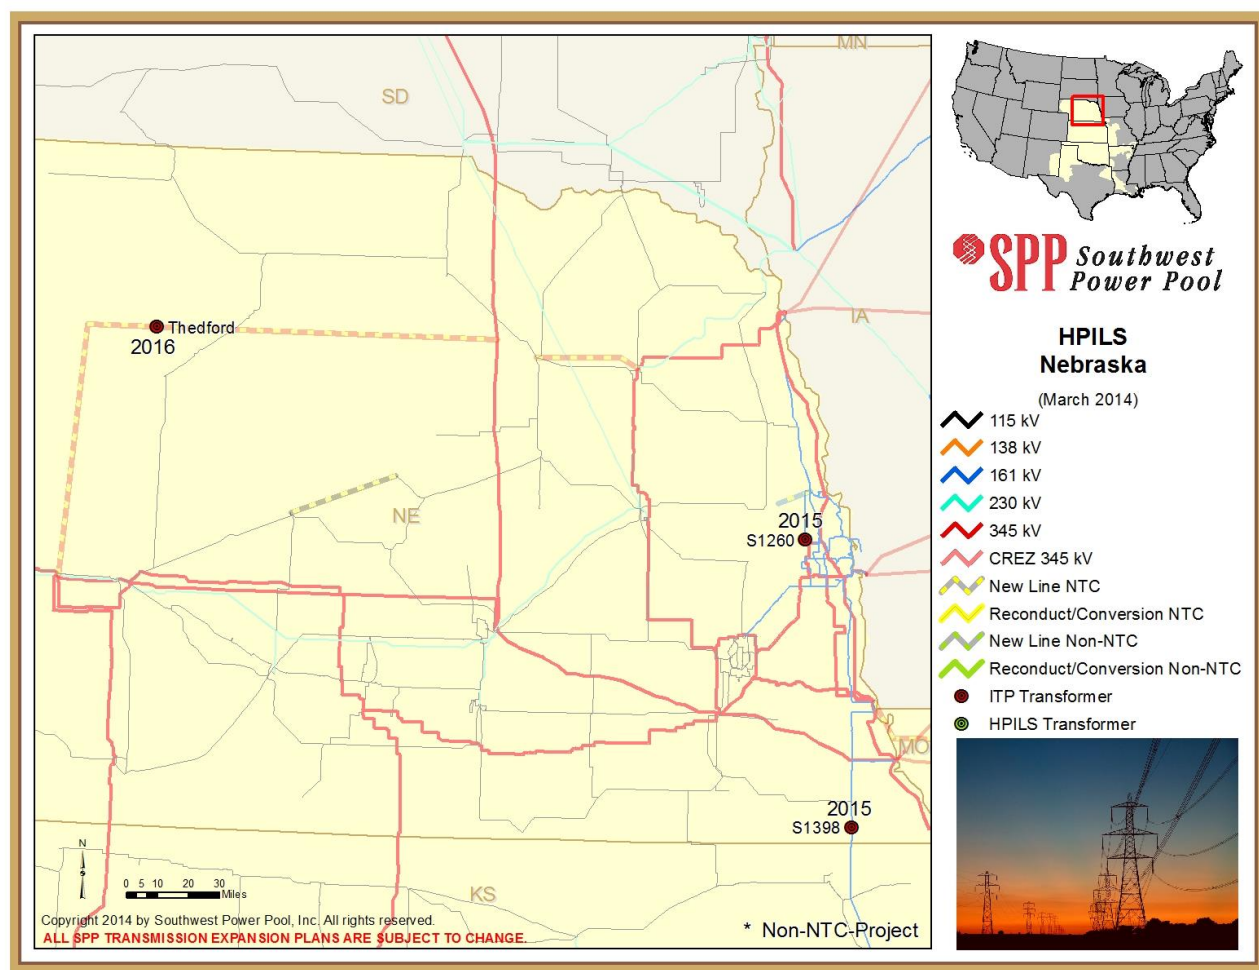 MN
SD
IA
Thedford
2016
NE
2015
S1260
MO
2015
S1398
KS
N
0 5 10 20 30
Miles
Copyright 2014 by Southwest Power Pool, Inc. All rights reserved.
ALL SPP TRANSMISSION EXPANSION PLANS ARE SUBJECT TO CHANGE.
* Non-NTC-Project
SPP Southwest
Power Pool
HPILS
Nebraska
(March 2014)
115 kV
138 kV
161 kV
230 kV
345 kV
CREZ 345 kV
New Line NTC
Reconduct/Conversion NTC
New Line Non-NTC
Reconduct/Conversion Non-NTC
ITP Transformer
HPILS Transformer